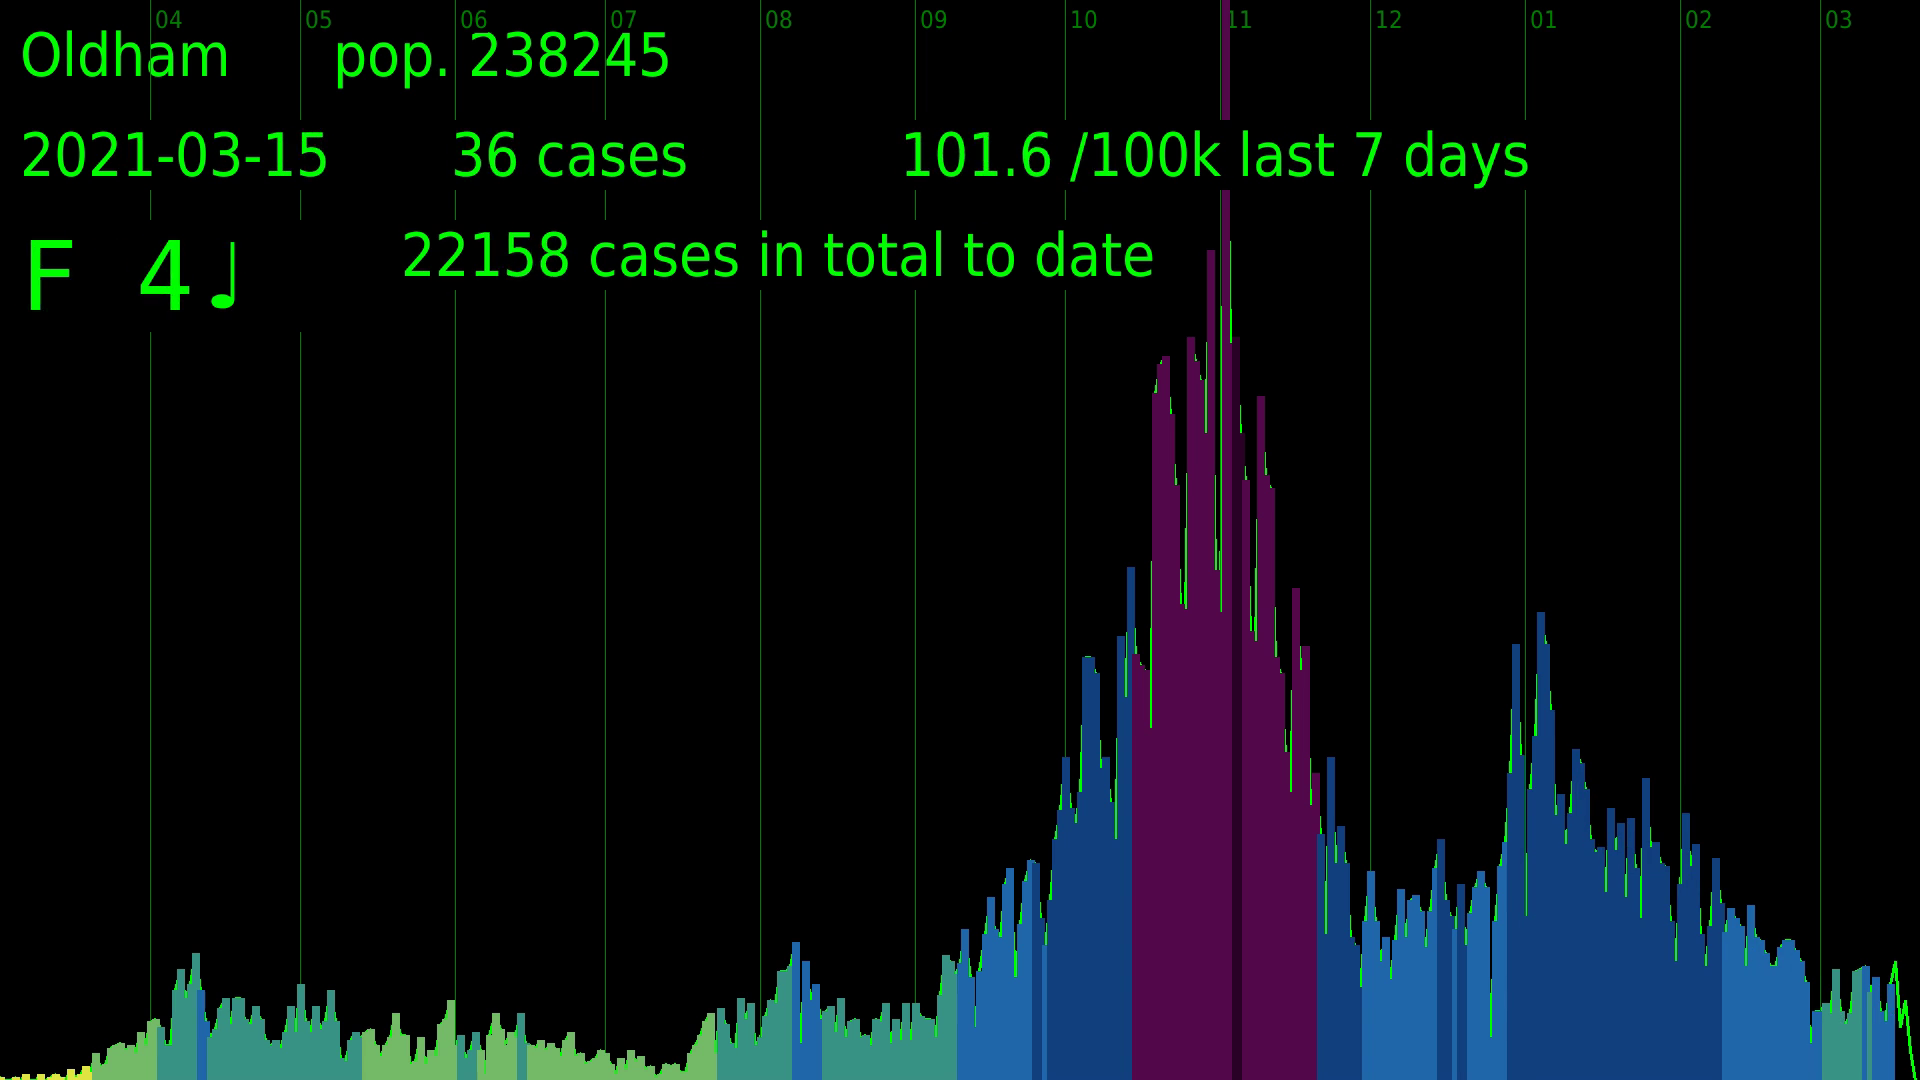 04 05 06 07 08 09 10 11 12 01 02 03
Oldham pop. 238245
2021-03-15 36 cases 101.6 /100k last 7 days
F 4♩ 22158 cases in total to date